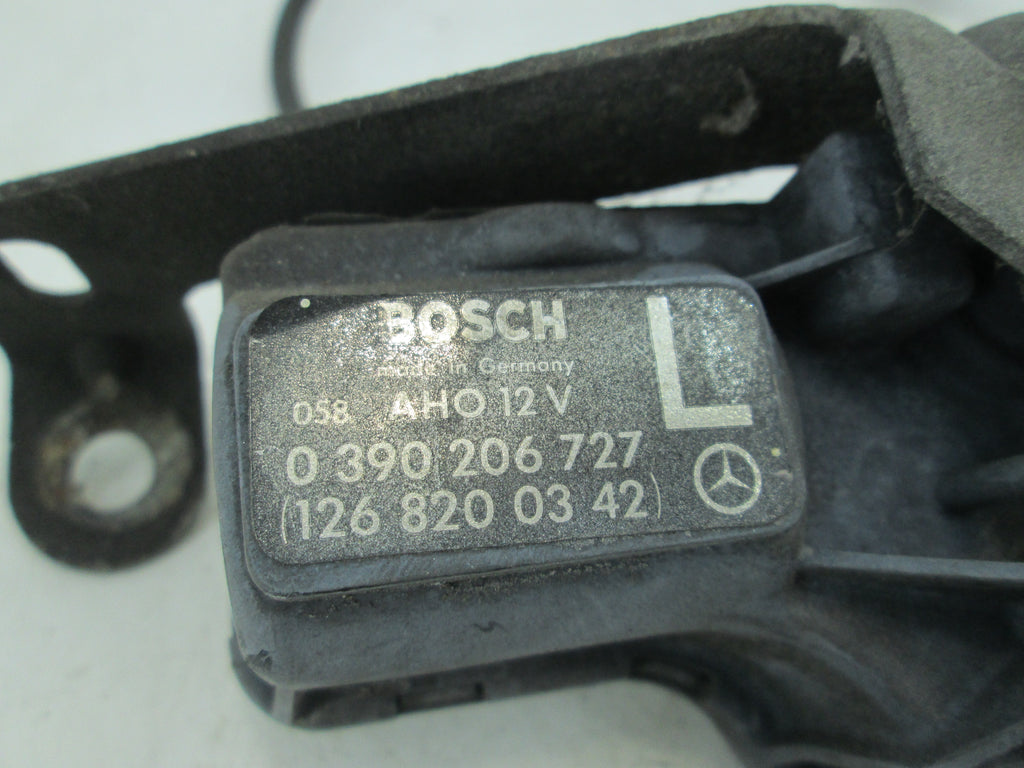 BOSCH
made in Germany
058 AHO 12 V
L
0 390 206 727
(126 820 03 42)